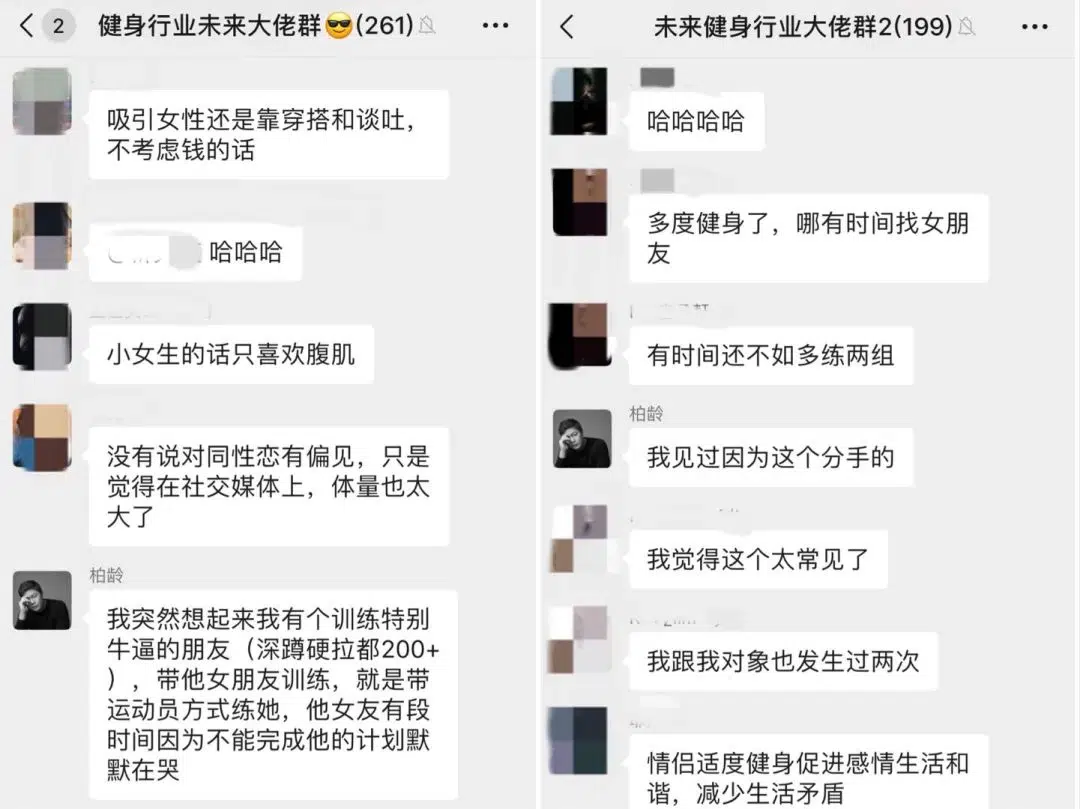 2
健身行业未来大佬群😎(261)
吸引女性还是靠穿搭和谈吐，
不考虑钱的话
哈哈哈
小女生的话只喜欢腹肌
没有说对同性恋有偏见，只是
觉得在社交媒体上，体量也太
大了
柏龄
我突然想起来我有个训练特别
牛逼的朋友（深蹲硬拉都200+
），带他女朋友训练，就是带
运动员方式练她，他女友有段
时间因为不能完成他的计划默
默在哭
未来健身行业大佬群2(199)
哈哈哈哈
多度健身了，哪有时间找女朋
友
有时间还不如多练两组
柏龄
我见过因为这个分手的
我觉得这个太常见了
我跟我对象也发生过两次
情侣适度健身促进感情生活和
谐，减少生活矛盾